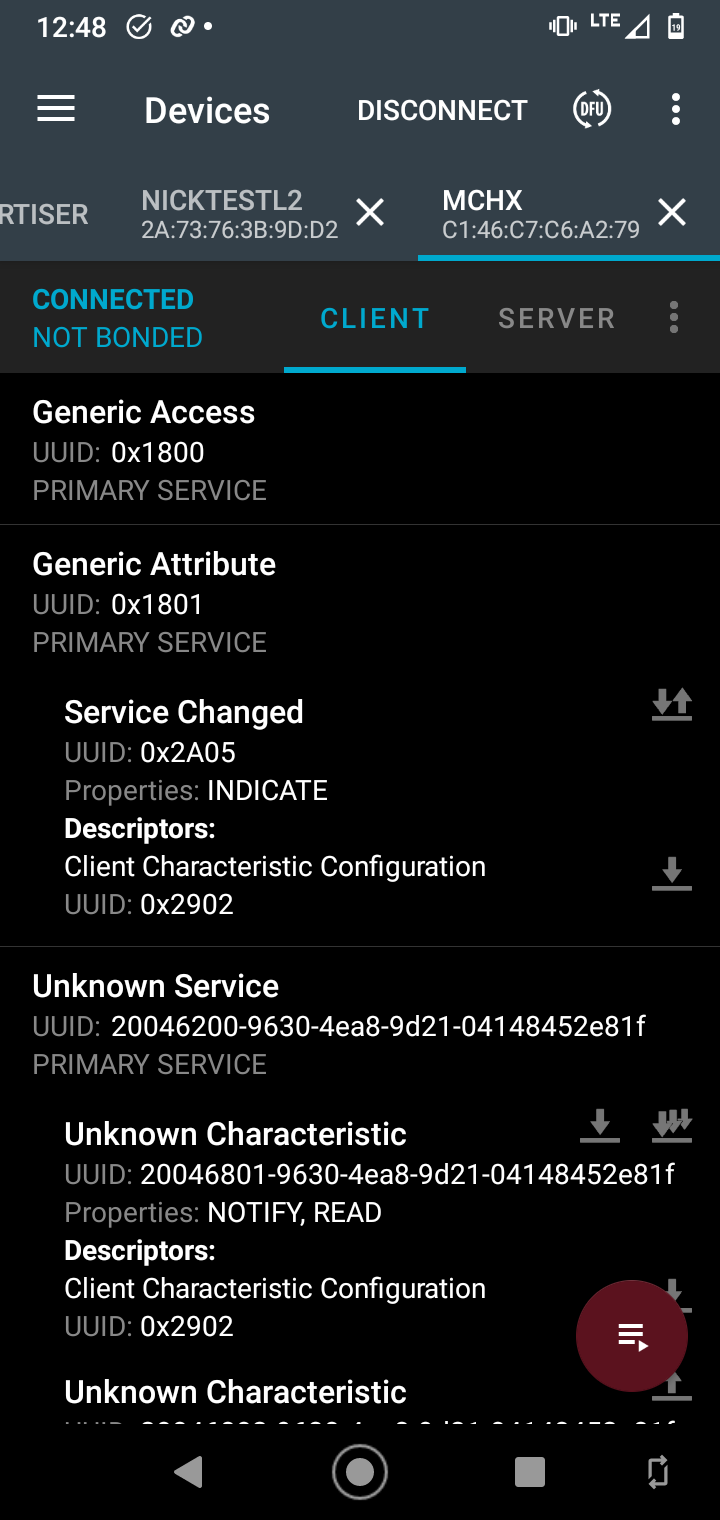 12:48
LTE
19
Devices
DISCONNECT
DFU
RTISER
NICKTESTL2
2A:73:76:3B:9D:D2
MCHX
C1:46:C7:C6:A2:79
CONNECTED
NOT BONDED
CLIENT
SERVER
Generic Access
UUID: 0x1800
PRIMARY SERVICE
Generic Attribute
UUID: 0x1801
PRIMARY SERVICE
Service Changed
UUID: 0x2A05
Properties: INDICATE
Descriptors:
Client Characteristic Configuration
UUID: 0x2902
Unknown Service
UUID: 20046200-9630-4ea8-9d21-04148452e81f
PRIMARY SERVICE
Unknown Characteristic
UUID: 20046801-9630-4ea8-9d21-04148452e81f
Properties: NOTIFY, READ
Descriptors:
Client Characteristic Configuration
UUID: 0x2902
Unknown Characteristic